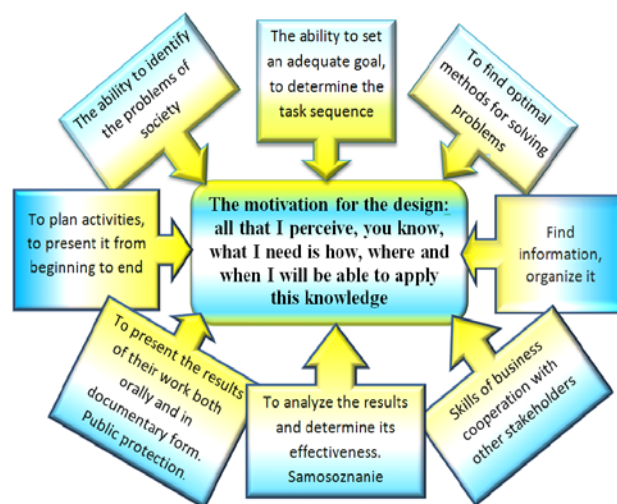 The ability to identify
the problems of
society
The ability to set
an adequate goal,
to determine the
task sequence
To find optimal
methods for solving
problems
To plan activities,
to present it from
beginning to end
The motivation for the design:
all that I perceive, you know,
what I need is how, where and
when I will be able to apply
this knowledge
Find
information,
organize it
To present the results
of their work both
orally and in
documentary form.
Public protection.
To analyze the results
and determine its
effectiveness.
Samosoznanie
Skills of business
cooperation with
other stakeholders